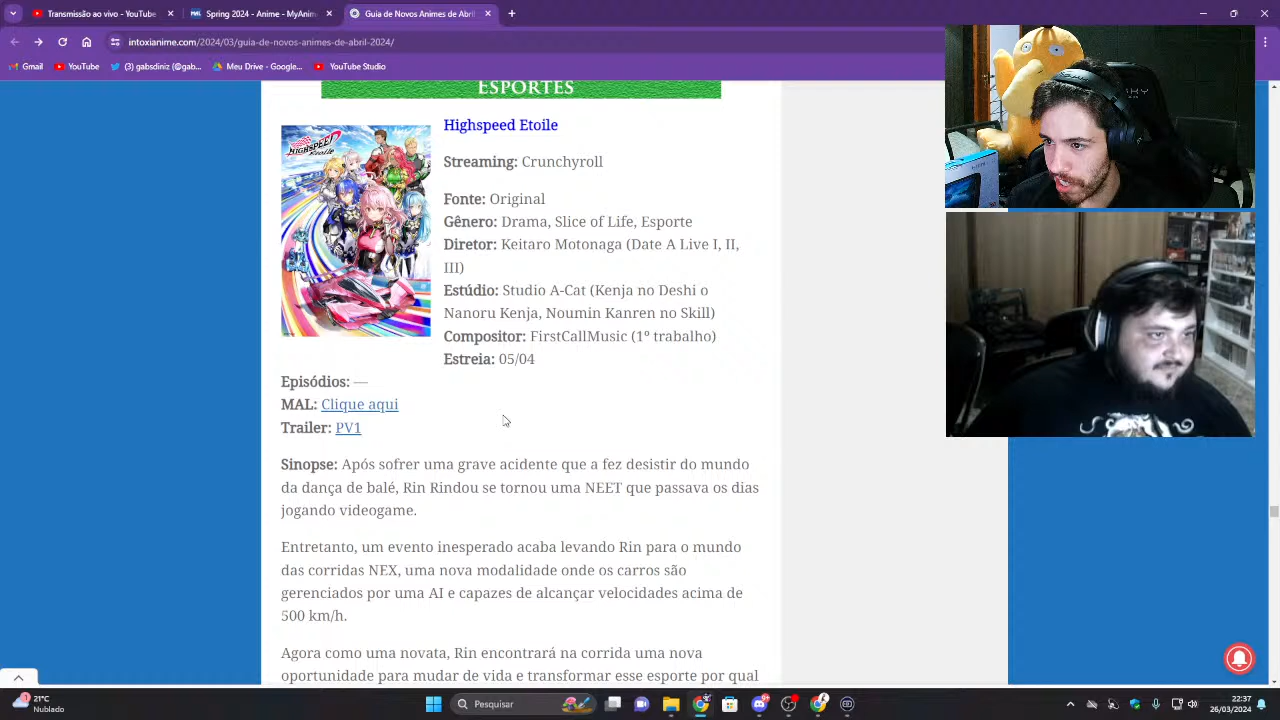 (203) YouTube
Spring 2024 - Anime
Guia de Novos Animes de Abril
intoxianime.com/2024/03/guia-de-novos-animes-de-abril-2024/
Gmail
YouTube
(3) gabsdiniz (@gab...
Meu Drive - Google...
YouTube Studio
ESPORTES
HIGHSPEED
Étoile
Highspeed Etoile
Streaming: Crunchyroll
Fonte: Original
Gênero: Drama, Slice of Life, Esporte
Diretor: Keitaro Motonaga (Date A Live I, II,
III)
Estúdio: Studio A-Cat (Kenja no Deshi o
Nanoru Kenja, Noumin Kanren no Skill)
Compositor: FirstCallMusic (1º trabalho)
Estreia: 05/04
Episódios: —
MAL: Clique aqui
Trailer: PV1
Sinopse: Após sofrer uma grave acidente que a fez desistir do mundo
da dança de balé, Rin Rindou se tornou uma NEET que passava os dias
jogando videogame.
Entretanto, um evento inesperado acaba levando Rin para o mundo
das corridas NEX, uma nova modalidade onde os carros são
gerenciados por uma AI e capazes de alcançar velocidades acima de
500 km/h.
Agora como uma novata, Rin encontrará na corrida uma nova
oportunidade para mudar de vida e transformar esse esporte por qual
21°C
Nublado
Pesquisar
22:37
26/03/2024